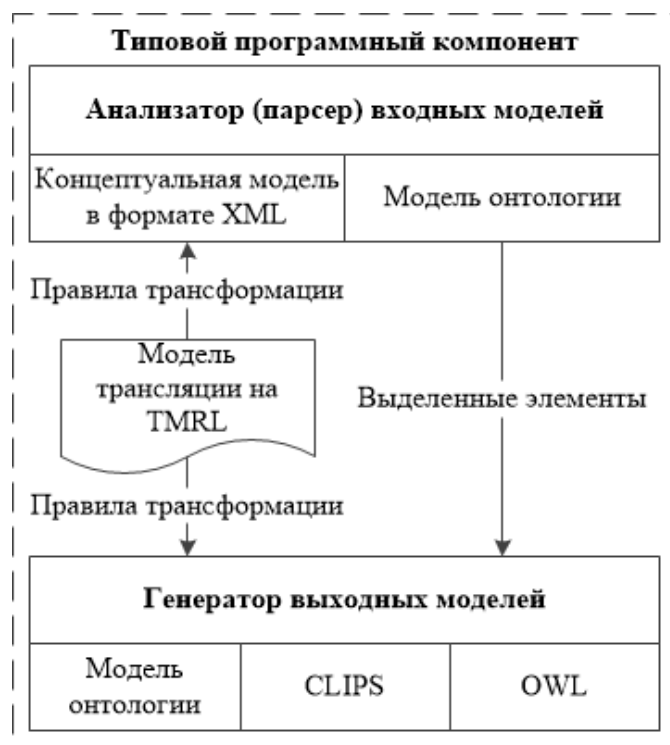 Типовой программный компонент
Анализатор (парсер) входных моделей
Концептуальная модель
в формате XML
Модель онтологии
Правила трансформации
Модель
трансляции на
TMRL
Выделенные элементы
Правила трансформации
Генератор выходных моделей
Модель
онтологии
CLIPS
OWL